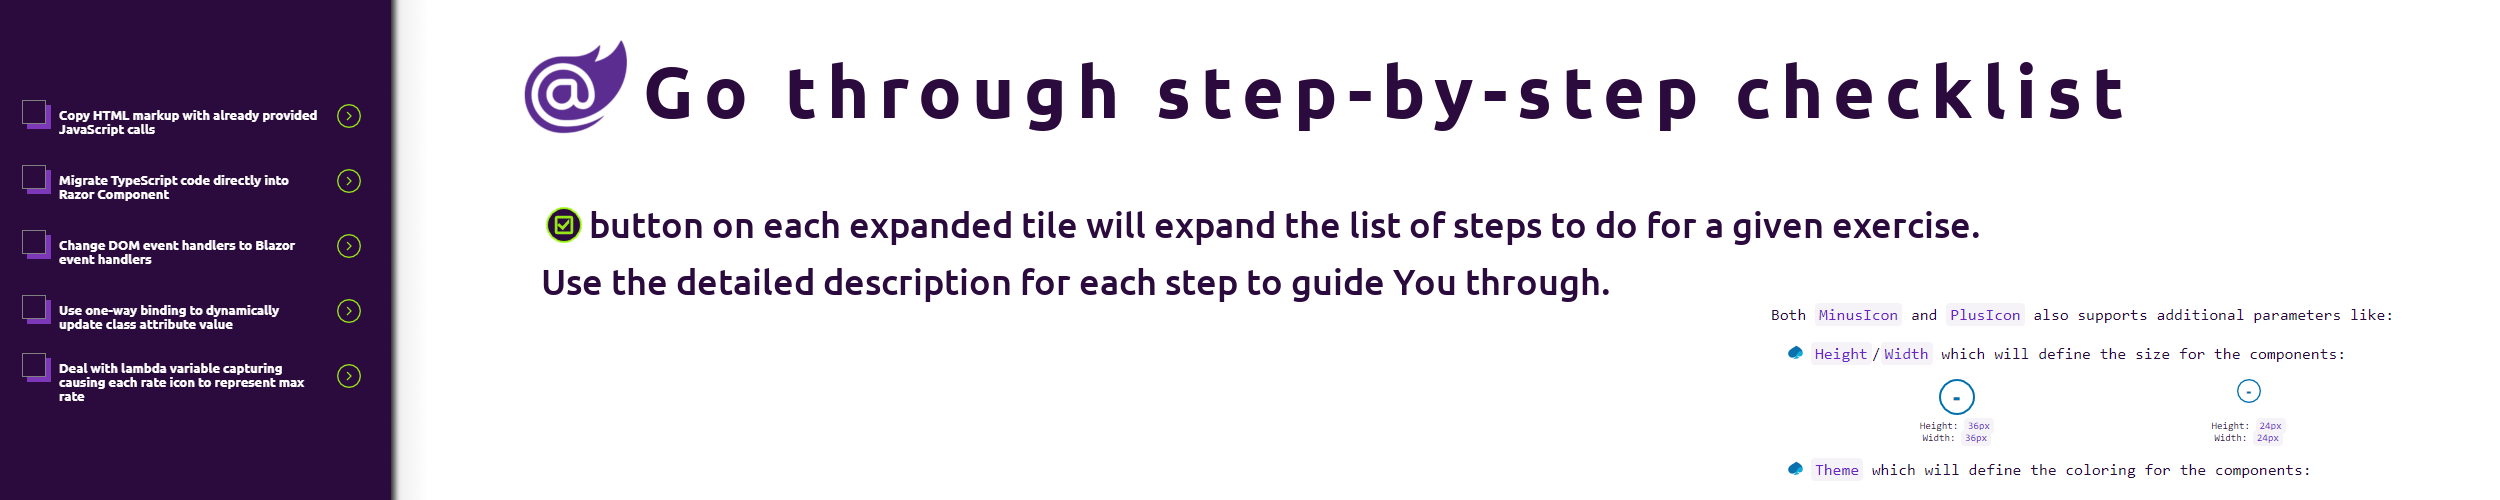 Copy HTML markup with already provided
JavaScript calls
Migrate TypeScript code directly into
Razor Component
Change DOM event handlers to Blazor
event handlers
Use one-way binding to dynamically
update class attribute value
Deal with lambda variable capturing
causing each rate icon to represent max
rate
Go through step-by-step checklist
button on each expanded tile will expand the list of steps to do for a given exercise.
Use the detailed description for each step to guide You through.
Both MinusIcon and PlusIcon also supports additional parameters like:
Height/Width which will define the size for the components:
Height: 36px
Width: 36px
Height: 24px
Width: 24px
Theme which will define the coloring for the components: